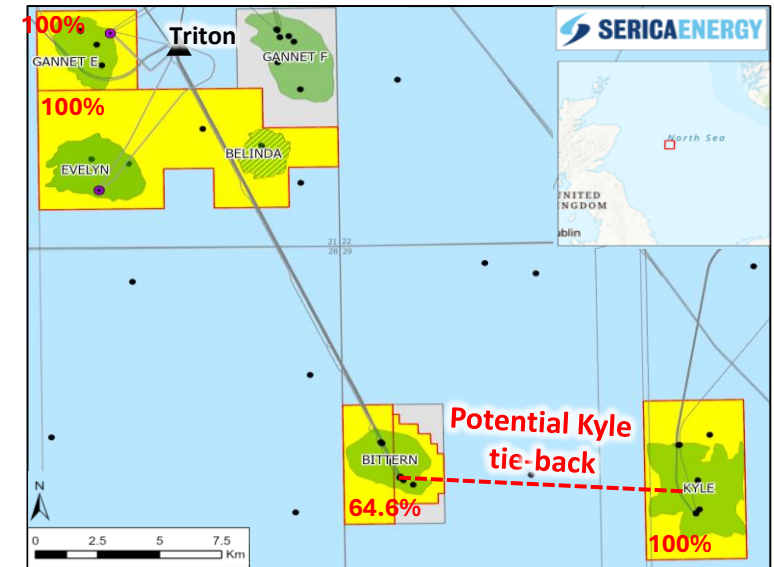 100%
Triton
SERICAENERGY
GANNET E
GANNET F
100%
North Sea
BELINDA
EVELYN
UNITED
KINGDOM
21 22
28 29
Potential Kyle
tie-back
BITTERN
KYLE
64.6%
100%
N
0 2.5 5 7.5
Km